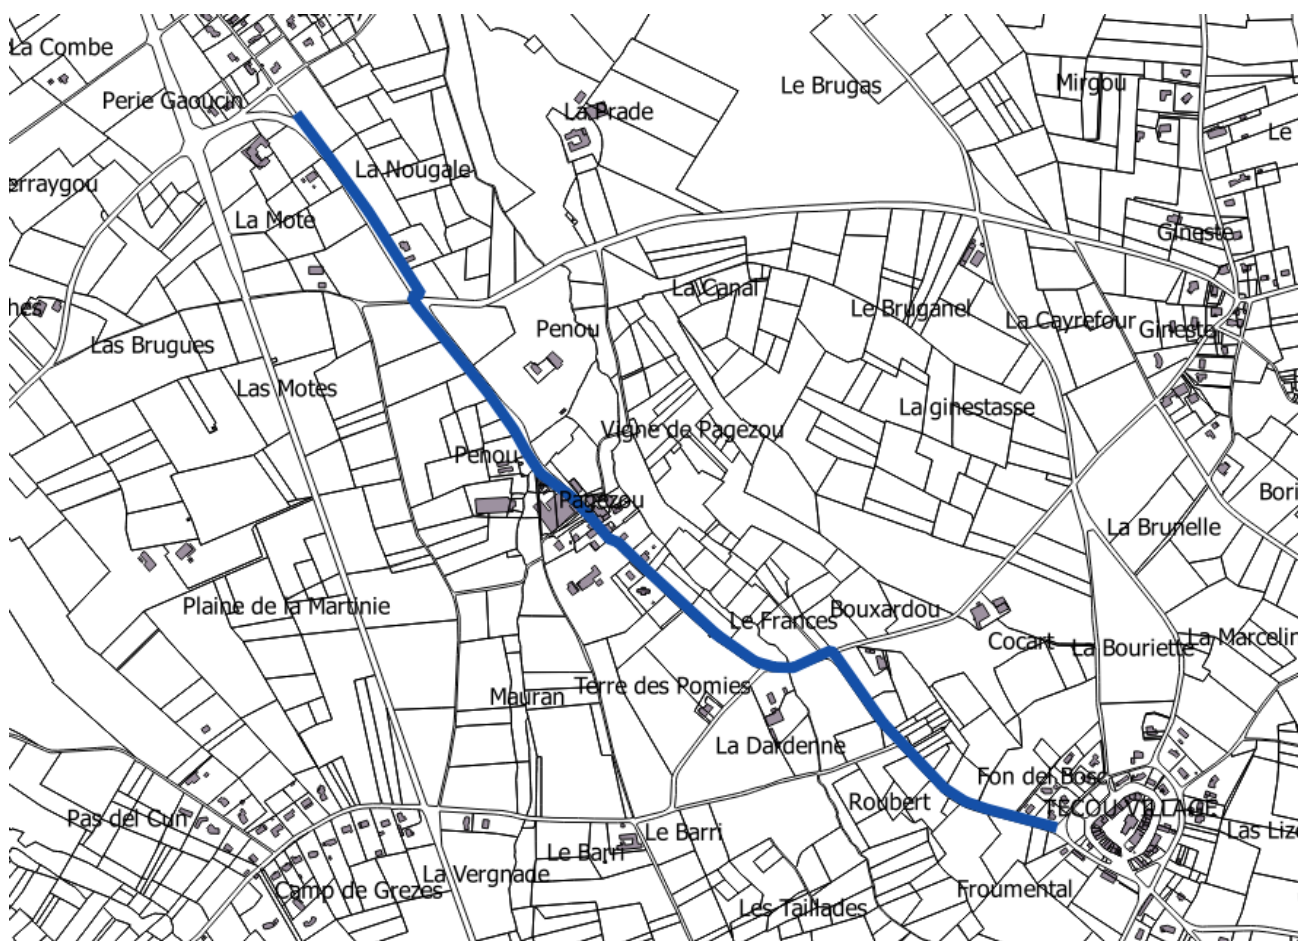 La Combe
Le Brugas
Mirgou
Perie Gaoucin
La Prade
Le
La Nougale
erraygou
La Mote
Gineste
La Canal
hes
Le Bruganel
La Cayrefour
Gineste
Penou
Las Brugues
Las Motes
La ginestasse
Vigne de Pagezou
Penou
Pagezou
Bori
La Brunelle
Plaine de la Martinie
Le Frances
Bouxardou
Cocart
La Bouriette
La Marcelin
Mauran
Terre des Pomies
La Dardenne
Fon del Bosc
Roubert
TECOU VILLAGE
Pas del Cun
Le Barri
Las Lizo
Le Barri
La Vergnade
Camp de Grezes
Froumental
Les Taillades